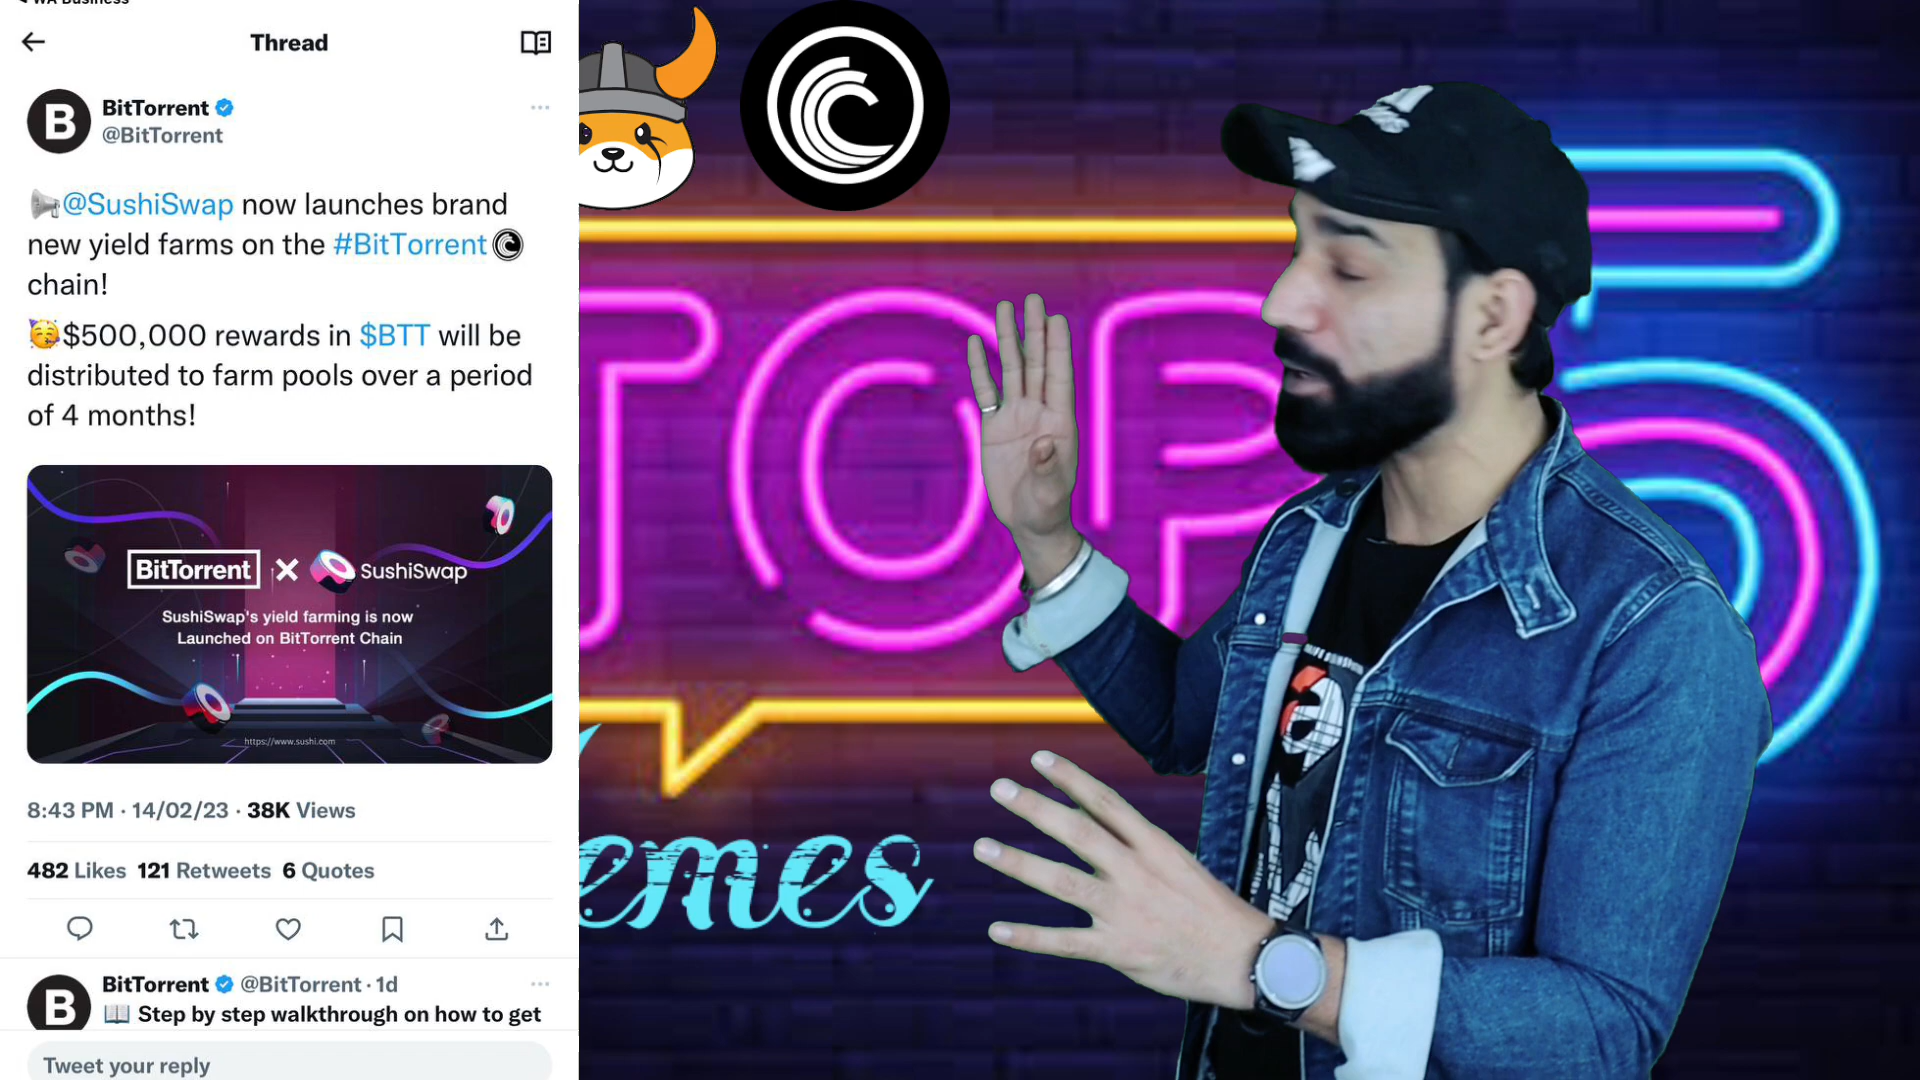 WA Business
Thread
BitTorrent
@BitTorrent
@SushiSwap now launches brand
new yield farms on the #BitTorrent
chain!
$500,000 rewards in $BTT will be
distributed to farm pools over a period
of 4 months!
BitTorrent X SushiSwap
SushiSwap's yield farming is now
Launched on BitTorrent Chain
https://www.sushi.com
8:43 PM · 14/02/23 · 38K Views
482 Likes 121 Retweets 6 Quotes
BitTorrent @BitTorrent · 1d
Step by step walkthrough on how to get
Tweet your reply
TOP 5
emes